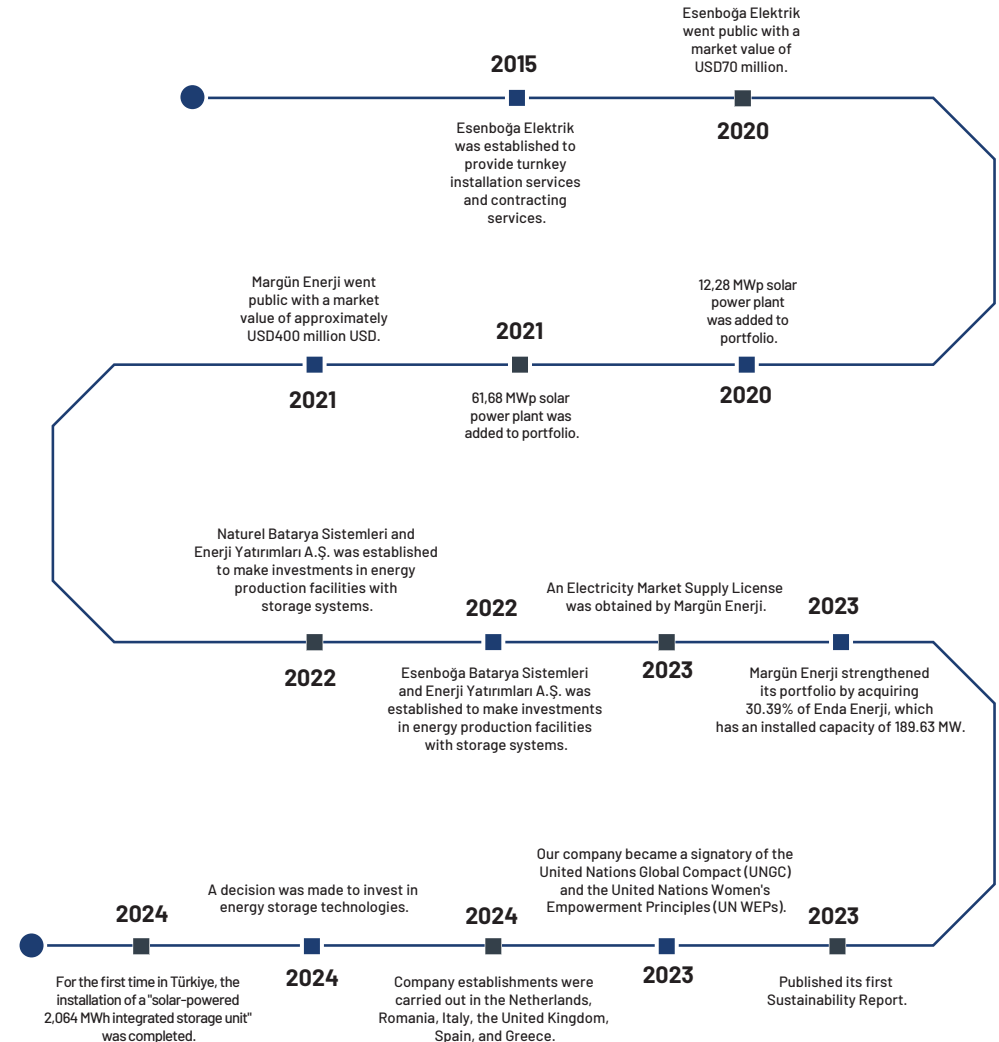 2015
Esenboğa Elektrik
was established to
provide turnkey
installation services
and contracting
services.
Esenboğa Elektrik
went public with a
market value of
USD70 million.
2020
12,28 MWp solar
power plant
was added to
portfolio.
2020
2021
61,68 MWp solar
power plant was
added to portfolio.
Margün Enerji went
public with a market
value of approximately
USD400 million USD.
2021
Naturel Batarya Sistemleri and
Enerji Yatırımları A.Ş. was established
to make investments in energy
production facilities with
storage systems.
2022
2022
Esenboğa Batarya Sistemleri
and Enerji Yatırımları A.Ş. was
established to make investments
in energy production facilities
with storage systems.
An Electricity Market Supply License
was obtained by Margün Enerji.
2023
2023
Margün Enerji strengthened
its portfolio by acquiring
30.39% of Enda Enerji, which
has an installed capacity of 189.63 MW.
2023
Published its first
Sustainability Report.
Our company became a signatory of the
United Nations Global Compact (UNGC)
and the United Nations Women's
Empowerment Principles (UN WEPs).
2023
2024
Company establishments were
carried out in the Netherlands,
Romania, Italy, the United Kingdom,
Spain, and Greece.
A decision was made to invest in
energy storage technologies.
2024
2024
For the first time in Türkiye, the
installation of a "solar-powered
2,064 MWh integrated storage unit"
was completed.